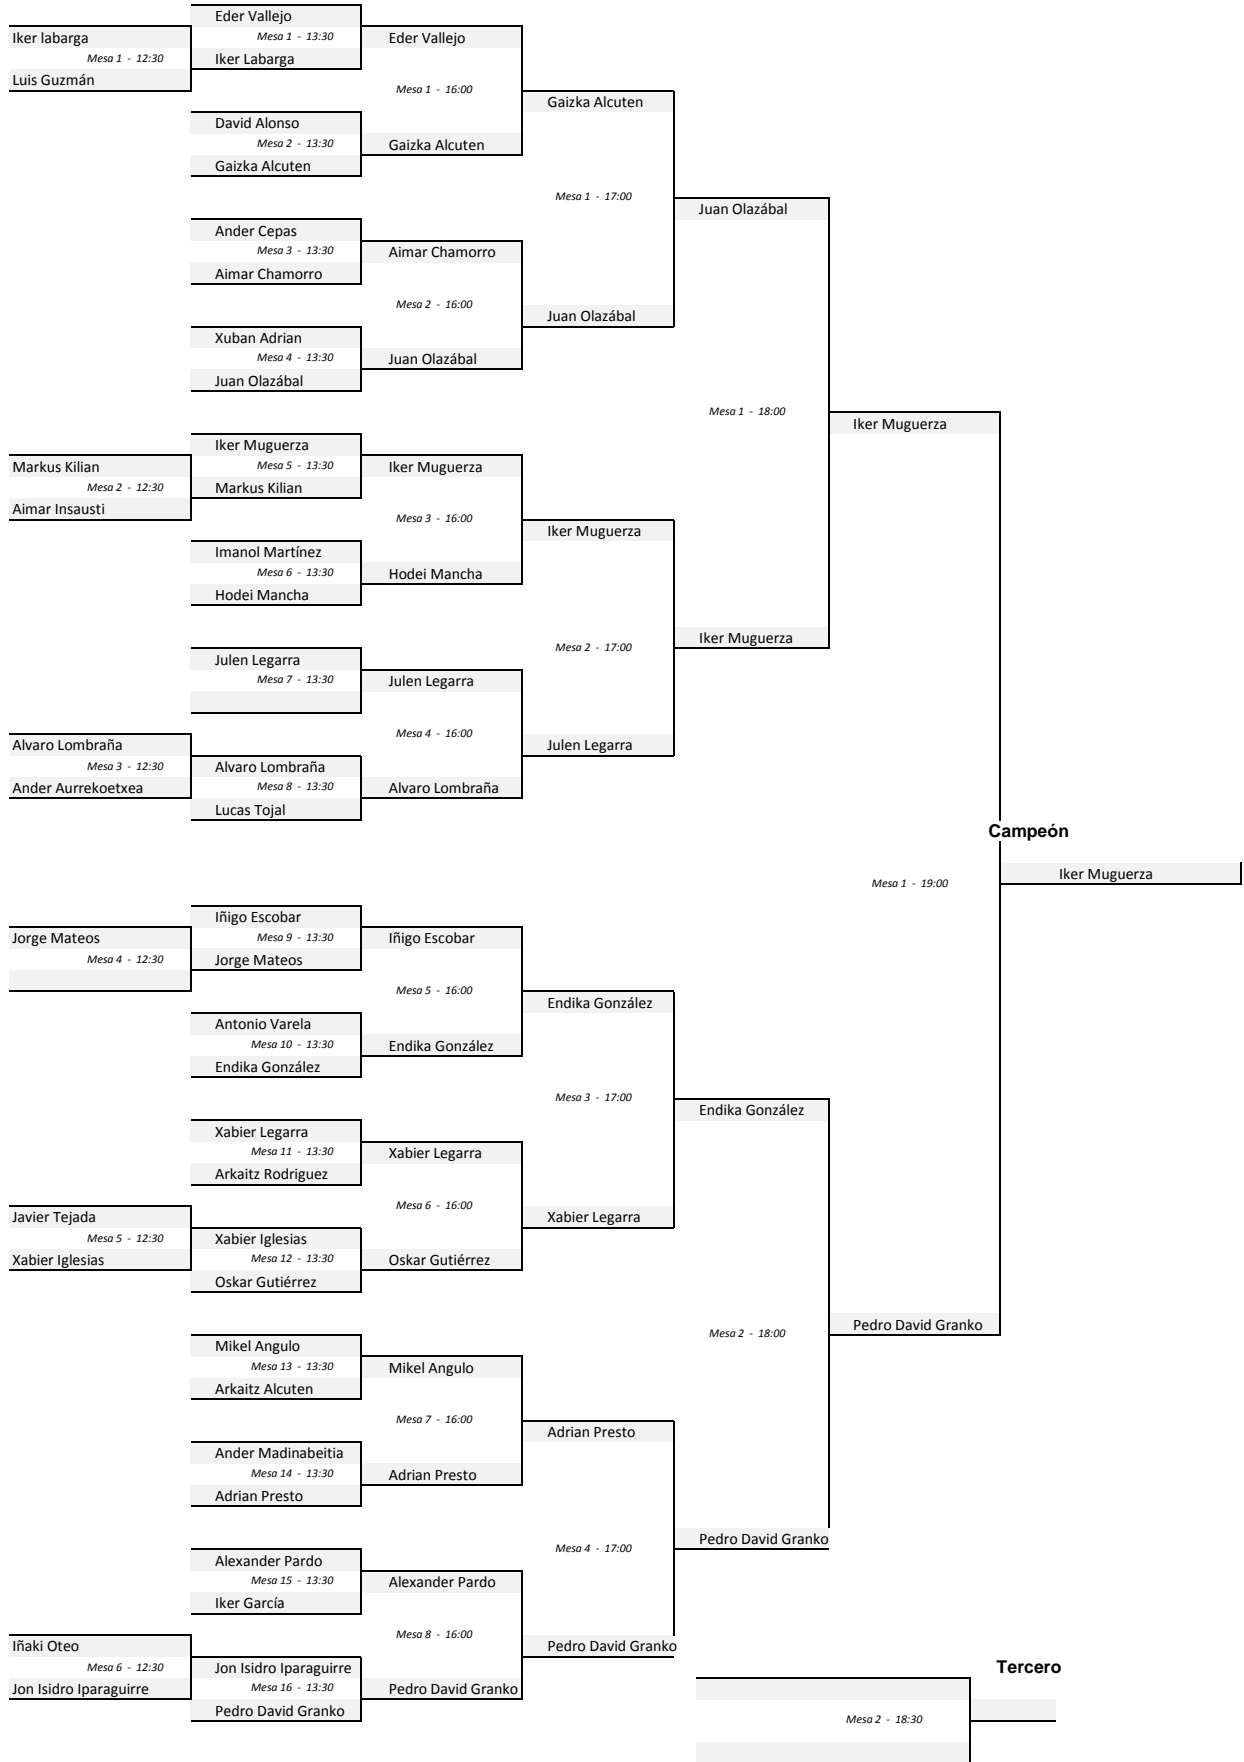 Eder Vallejo
Iker labarga
Mesa 1 - 13:30
Eder Vallejo
Mesa 1 - 12:30
Iker Labarga
Luis Guzmán
Mesa 1 - 16:00
Gaizka Alcuten
David Alonso
Mesa 2 - 13:30
Gaizka Alcuten
Gaizka Alcuten
Mesa 1 - 17:00
Juan Olazábal
Ander Cepas
Mesa 3 - 13:30
Aimar Chamorro
Aimar Chamorro
Mesa 2 - 16:00
Juan Olazábal
Xuban Adrian
Mesa 4 - 13:30
Juan Olazábal
Juan Olazábal
Mesa 1 - 18:00
Iker Muguerza
Iker Muguerza
Markus Kilian
Mesa 5 - 13:30
Iker Muguerza
Mesa 2 - 12:30
Markus Kilian
Aimar Insausti
Mesa 3 - 16:00
Iker Muguerza
Imanol Martínez
Mesa 6 - 13:30
Hodei Mancha
Hodei Mancha
Iker Muguerza
Mesa 2 - 17:00
Julen Legarra
Mesa 7 - 13:30
Julen Legarra
Mesa 4 - 16:00
Alvaro Lombraña
Julen Legarra
Mesa 3 - 12:30
Alvaro Lombraña
Ander Aurrekoetxea
Mesa 8 - 13:30
Alvaro Lombraña
Lucas Tojal
Campeón
Iker Muguerza
Mesa 1 - 19:00
Iñigo Escobar
Jorge Mateos
Mesa 9 - 13:30
Iñigo Escobar
Mesa 4 - 12:30
Jorge Mateos
Mesa 5 - 16:00
Endika González
Antonio Varela
Mesa 10 - 13:30
Endika González
Endika González
Mesa 3 - 17:00
Endika González
Xabier Legarra
Mesa 11 - 13:30
Xabier Legarra
Arkaitz Rodriguez
Mesa 6 - 16:00
Javier Tejada
Xabier Legarra
Mesa 5 - 12:30
Xabier Iglesias
Xabier Iglesias
Mesa 12 - 13:30
Oskar Gutiérrez
Oskar Gutiérrez
Mesa 2 - 18:00
Pedro David Granko
Mikel Angulo
Mesa 13 - 13:30
Mikel Angulo
Arkaitz Alcuten
Mesa 7 - 16:00
Adrian Presto
Ander Madinabeitia
Mesa 14 - 13:30
Adrian Presto
Adrian Presto
Pedro David Granko
Mesa 4 - 17:00
Alexander Pardo
Mesa 15 - 13:30
Alexander Pardo
Iker García
Mesa 8 - 16:00
Iñaki Oteo
Pedro David Granko
Mesa 6 - 12:30
Jon Isidro Iparaguirre
Tercero
Jon Isidro Iparaguirre
Mesa 16 - 13:30
Pedro David Granko
Pedro David Granko
Mesa 2 - 18:30